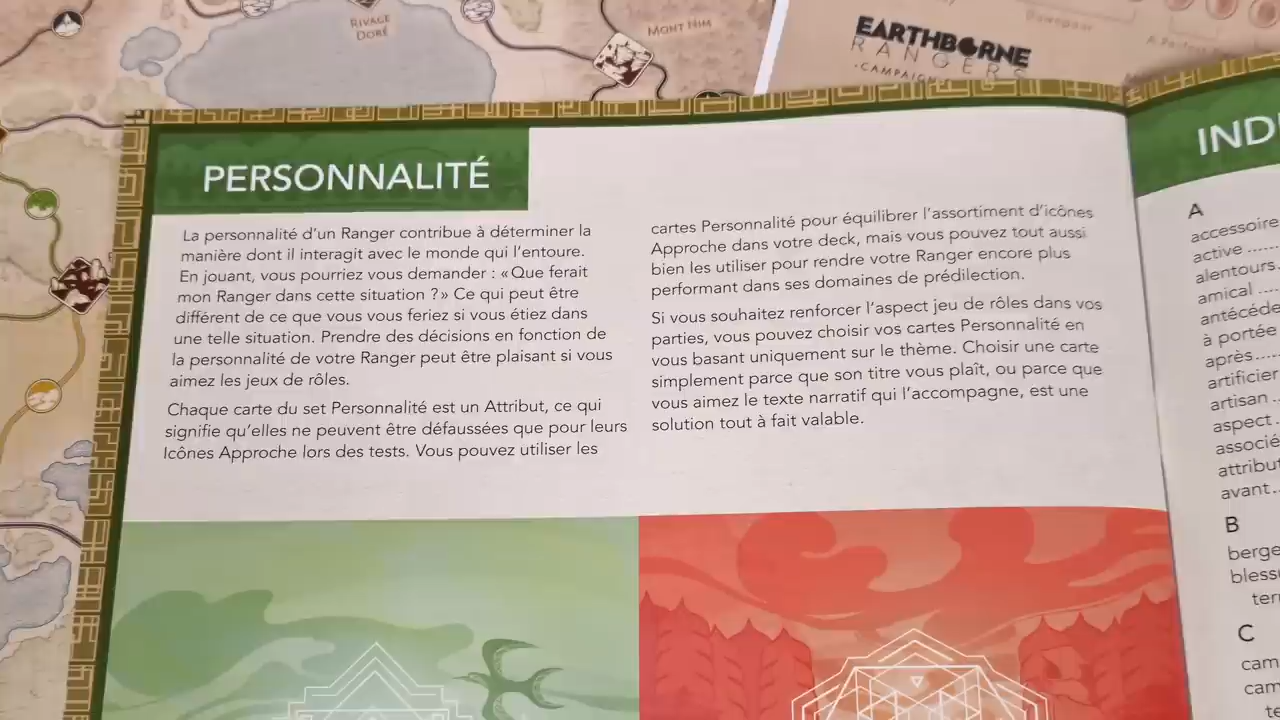 RIVAGE
DORÉ
MONT NIM
EARTHBORNE
RANGERS
PERSONNALITÉ
La personnalité d'un Ranger contribue à déterminer la
manière dont il interagit avec le monde qui l'entoure.
En jouant, vous pourriez vous demander : « Que ferait
mon Ranger dans cette situation ? » Ce qui peut être
différent de ce que vous vous feriez si vous étiez dans
une telle situation. Prendre des décisions en fonction de
la personnalité de votre Ranger peut être plaisant si vous
aimez les jeux de rôles.
Chaque carte du set Personnalité est un Attribut, ce qui
signifie qu'elles ne peuvent être défaussées que pour leurs
Icônes Approche lors des tests. Vous pouvez utiliser les
cartes Personnalité pour équilibrer l'assortiment d'icônes
Approche dans votre deck, mais vous pouvez tout aussi
bien les utiliser pour rendre votre Ranger encore plus
performant dans ses domaines de prédilection.
Si vous souhaitez renforcer l'aspect jeu de rôles dans vos
parties, vous pouvez choisir vos cartes Personnalité en
vous basant uniquement sur le thème. Choisir une carte
simplement parce que son titre vous plaît, ou parce que
vous aimez le texte narratif qui l'accompagne, est une
solution tout à fait valable.
IND
A
accessoire
active ........
alentours.
amical ....
antécéde
à portée
après.....
artificier
artisan ..
aspect .
associé
attribut
avant..
B
berge
bless
terr
C
cam
cam
te